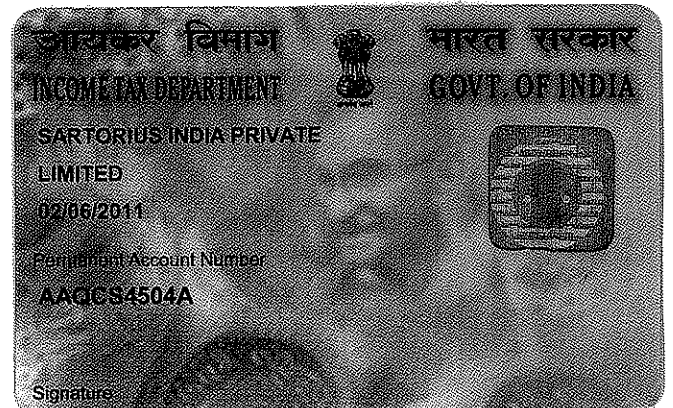 आयकर विभाग
INCOME TAX DEPARTMENT
भारत सरकार
GOVT. OF INDIA
SARTORIUS INDIA PRIVATE
LIMITED
02/06/2011
Permanent Account Number
AAQCS4504A
Signature